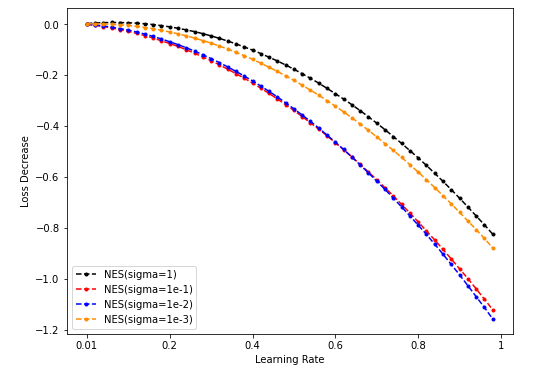 0.0
−0.2
−0.4
−0.6
−0.8
−1.0
−1.2
Loss Decrease
NES(sigma=1)
NES(sigma=1e-1)
NES(sigma=1e-2)
NES(sigma=1e-3)
0.01 0.2 0.4 0.6 0.8 1
Learning Rate